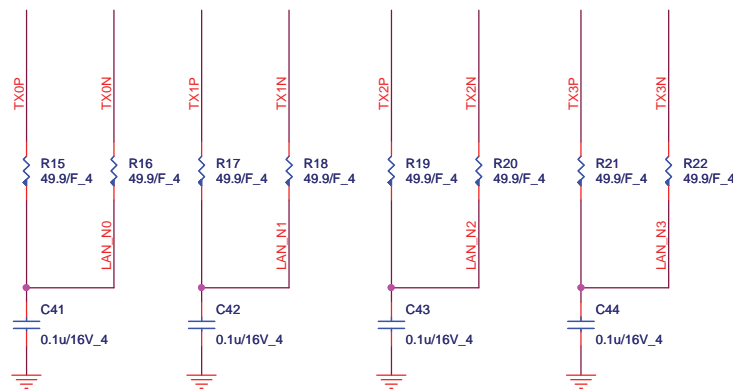 TX0P
TX0N
TX1P
TX1N
TX2P
TX2N
TX3P
TX3N
R15
49.9/F_4
R16
49.9/F_4
R17
49.9/F_4
R18
49.9/F_4
R19
49.9/F_4
R20
49.9/F_4
R21
49.9/F_4
R22
49.9/F_4
LAN_N0
LAN_N1
LAN_N2
LAN_N3
C41
0.1u/16V_4
C42
0.1u/16V_4
C43
0.1u/16V_4
C44
0.1u/16V_4